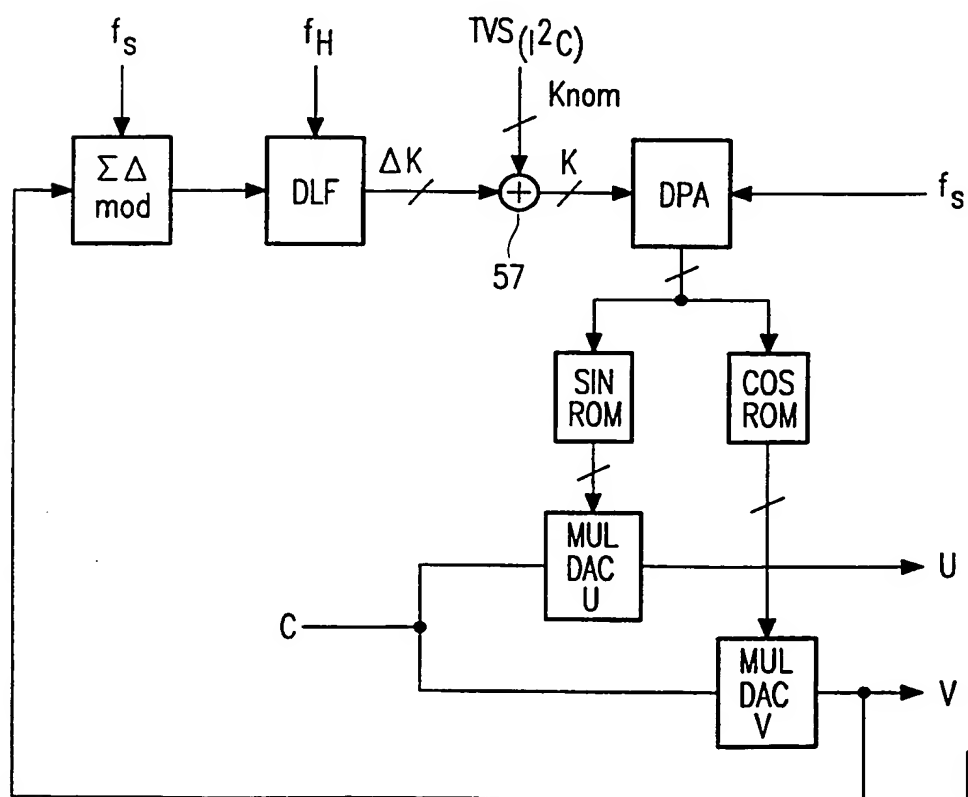 f_s
f_H
TVS (I²C)
Knom
ΣΔ
mod
DLF
ΔK
+
K
DPA
f_s
57
SIN
ROM
COS
ROM
MUL
DAC
U
U
C
MUL
DAC
V
V